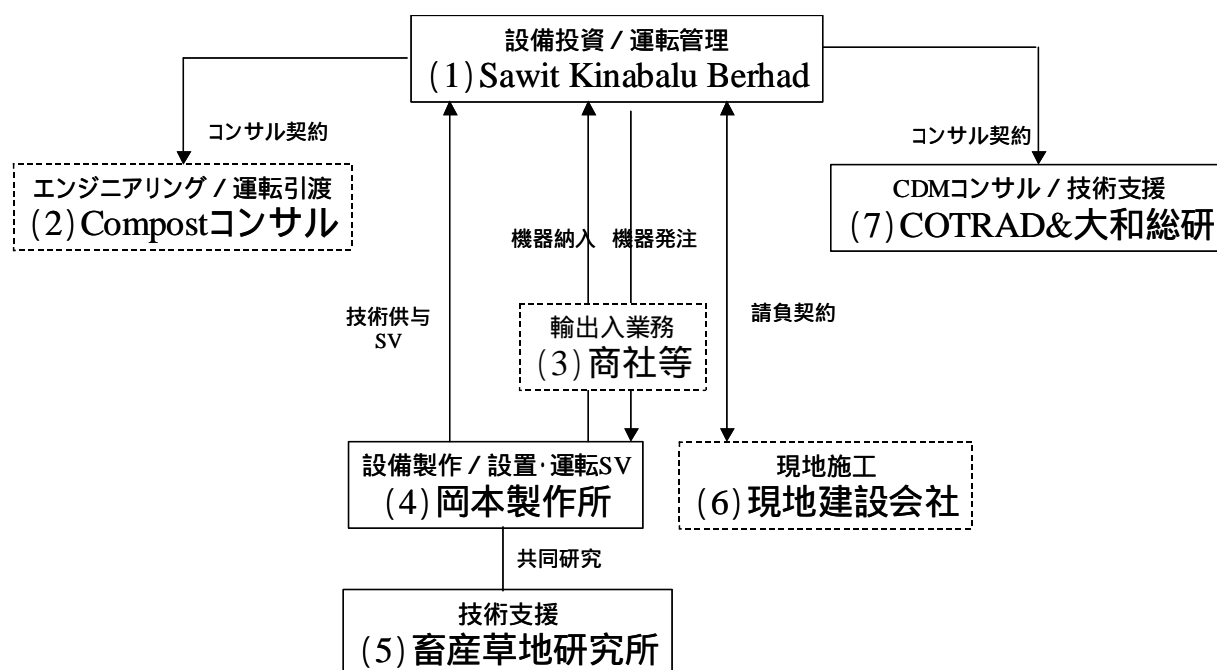 設備投資 / 運転管理
(1) Sawit Kinabalu Berhad
コンサル契約
コンサル契約
エンジニアリング / 運転引渡
(2) Compostコンサル
CDMコンサル / 技術支援
(7) COTRAD&大和総研
機器納入
機器発注
技術供与
SV
輸出入業務
(3) 商社等
請負契約
設備製作 / 設置・運転SV
(4) 岡本製作所
現地施工
(6) 現地建設会社
共同研究
技術支援
(5) 畜産草地研究所